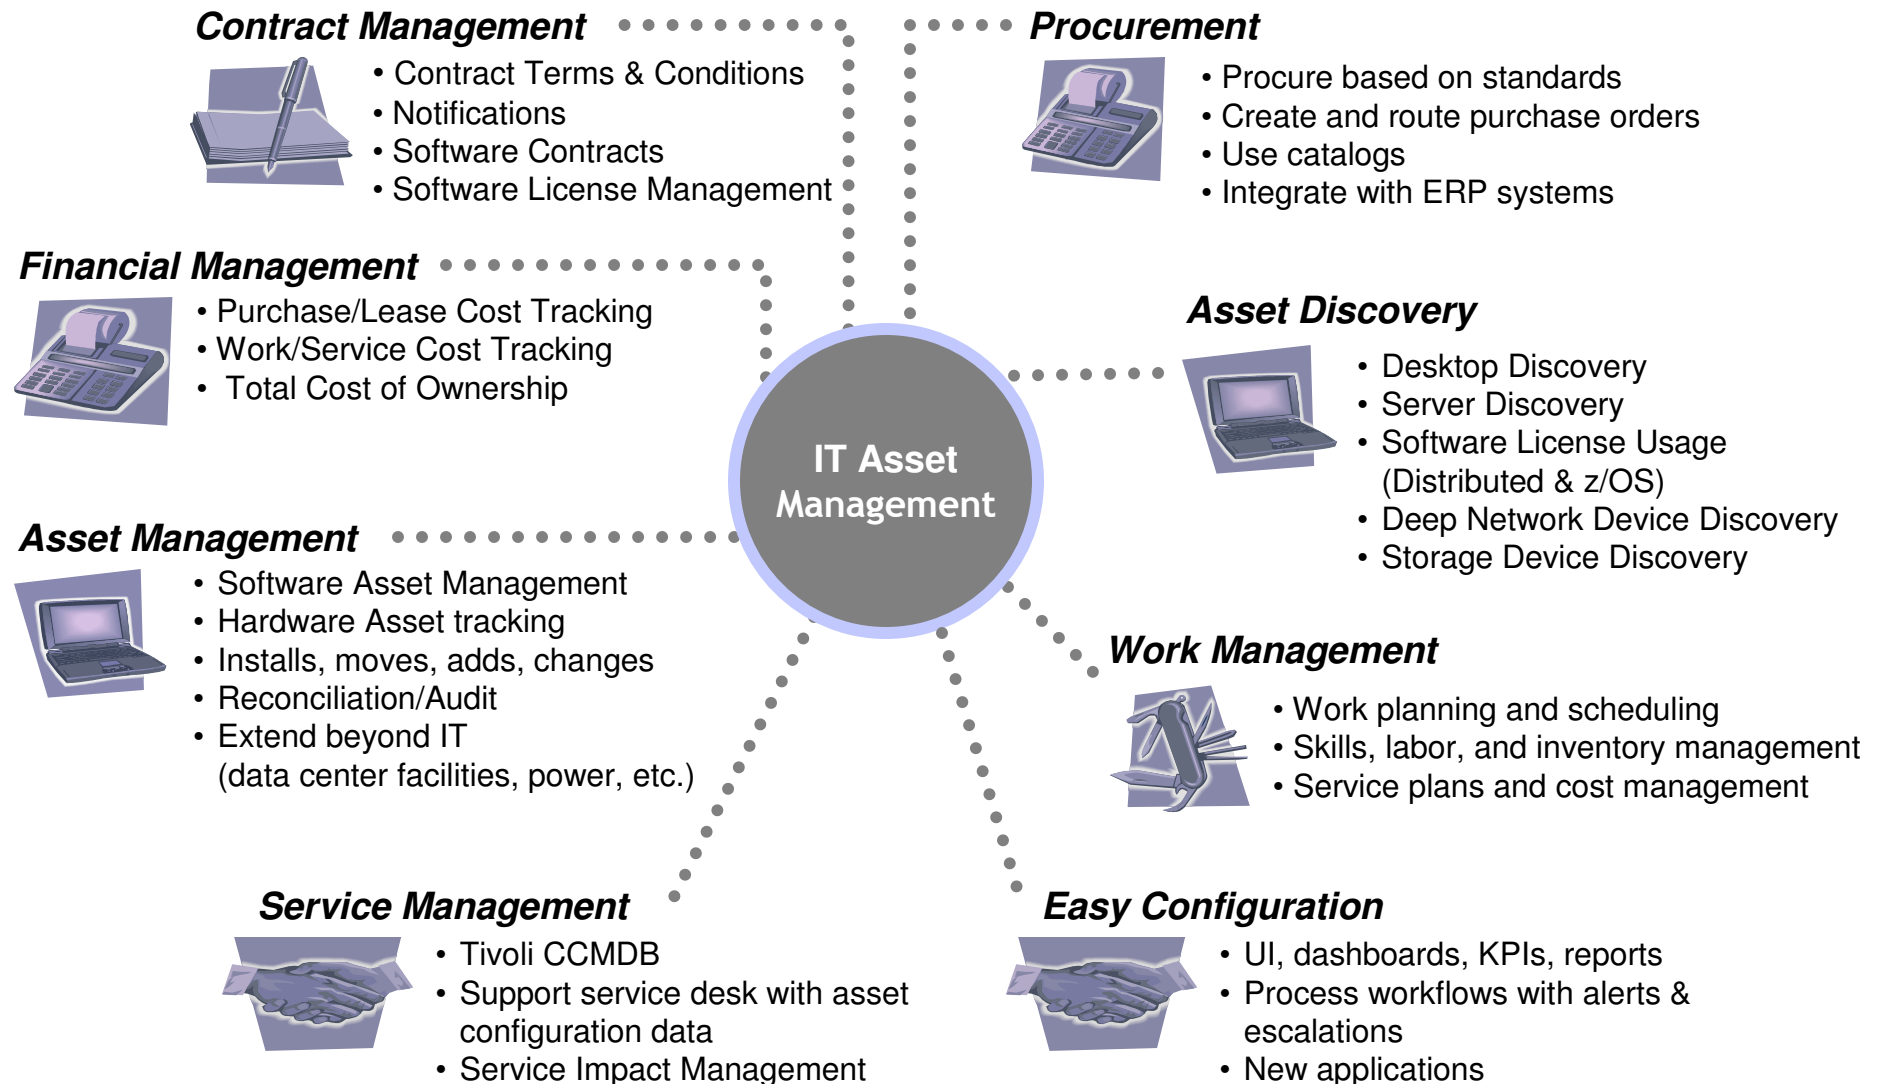 Contract Management
• Contract Terms & Conditions
• Notifications
• Software Contracts
• Software License Management
Procurement
• Procure based on standards
• Create and route purchase orders
• Use catalogs
• Integrate with ERP systems
Financial Management
• Purchase/Lease Cost Tracking
• Work/Service Cost Tracking
• Total Cost of Ownership
Asset Discovery
• Desktop Discovery
• Server Discovery
• Software License Usage
(Distributed & z/OS)
• Deep Network Device Discovery
• Storage Device Discovery
IT Asset
Management
Asset Management
• Software Asset Management
• Hardware Asset tracking
• Installs, moves, adds, changes
• Reconciliation/Audit
• Extend beyond IT
(data center facilities, power, etc.)
Work Management
• Work planning and scheduling
• Skills, labor, and inventory management
• Service plans and cost management
Service Management
• Tivoli CCMDB
• Support service desk with asset
configuration data
• Service Impact Management
Easy Configuration
• UI, dashboards, KPIs, reports
• Process workflows with alerts &
escalations
• New applications